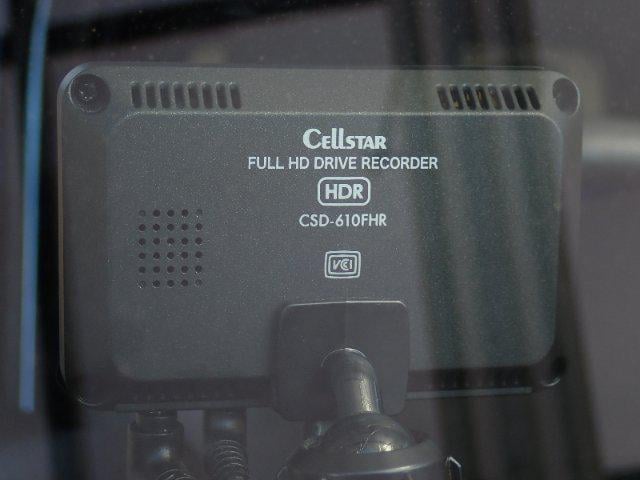 CELLSTAR
FULL HD DRIVE RECORDER
HDR
CSD-610FHR
VCCI